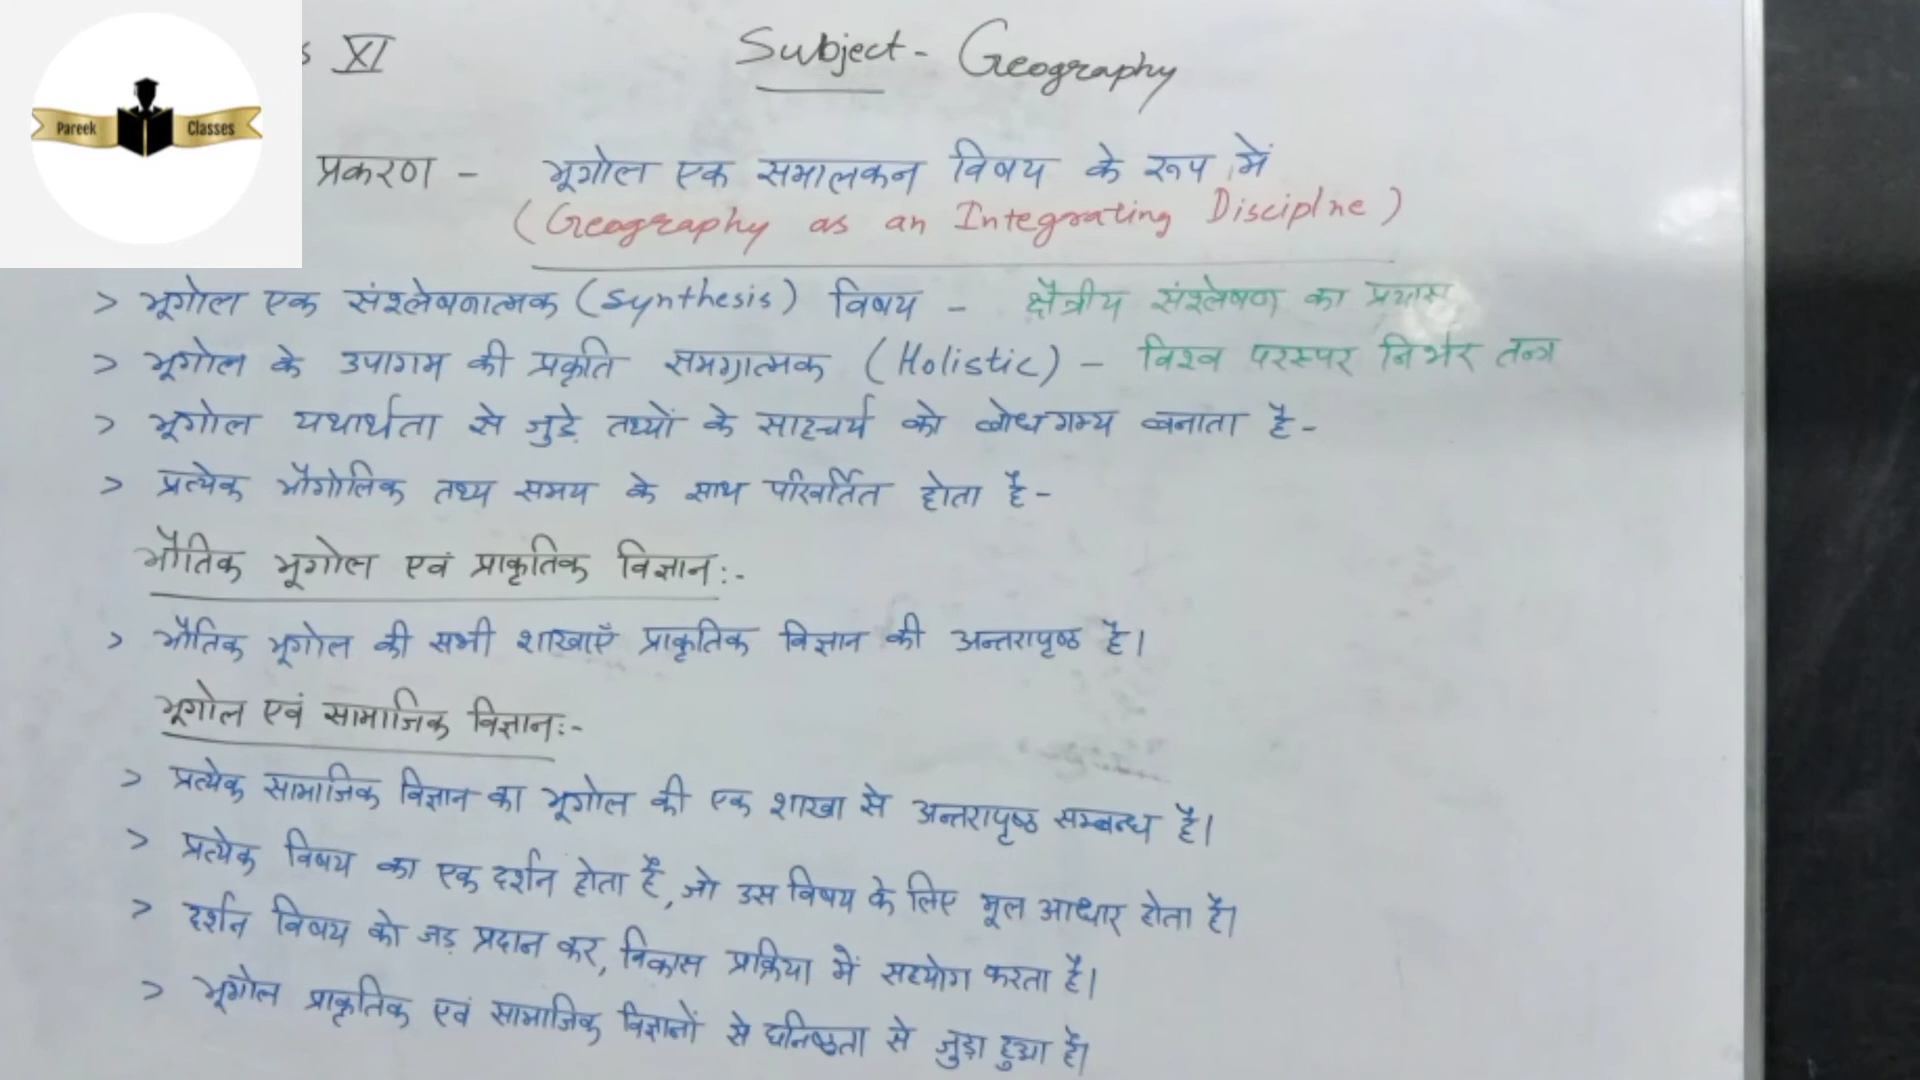 XI
Subject - Geography
Pareek Classes
प्रकरण - भूगोल एक समालकन विषय के रूप में
(Geography as an Integrating Discipline)
> भूगोल एक संश्लेषणात्मक (Synthesis) विषय - क्षैत्रीय संश्लेषण का प्रयास
> भूगोल के उपागम की प्रकृति समग्रात्मक (Holistic) - विश्व परस्पर निर्भर तन्त्र
> भूगोल यथार्थता से जुड़े तथ्यों के साहचर्य को बोधगम्य बनाता है -
> प्रत्येक भौगोलिक तथ्य समय के साथ परिवर्तित होता है -
भौतिक भूगोल एवं प्राकृतिक विज्ञान :-
> भौतिक भूगोल की सभी शाखाएँ प्राकृतिक विज्ञान की अन्तरापृष्ठ है।
भूगोल एवं सामाजिक विज्ञान :-
> प्रत्येक सामाजिक विज्ञान का भूगोल की एक शाखा से अन्तरापृष्ठ सम्बन्ध है।
> प्रत्येक विषय का एक दर्शन होता है, जो उस विषय के लिए मूल आधार होता है।
> दर्शन विषय को जड़ प्रदान कर, विकास प्रक्रिया में सहयोग करता है।
> भूगोल प्राकृतिक एवं सामाजिक विज्ञानों से घनिष्ठता से जुड़ा हुआ है।